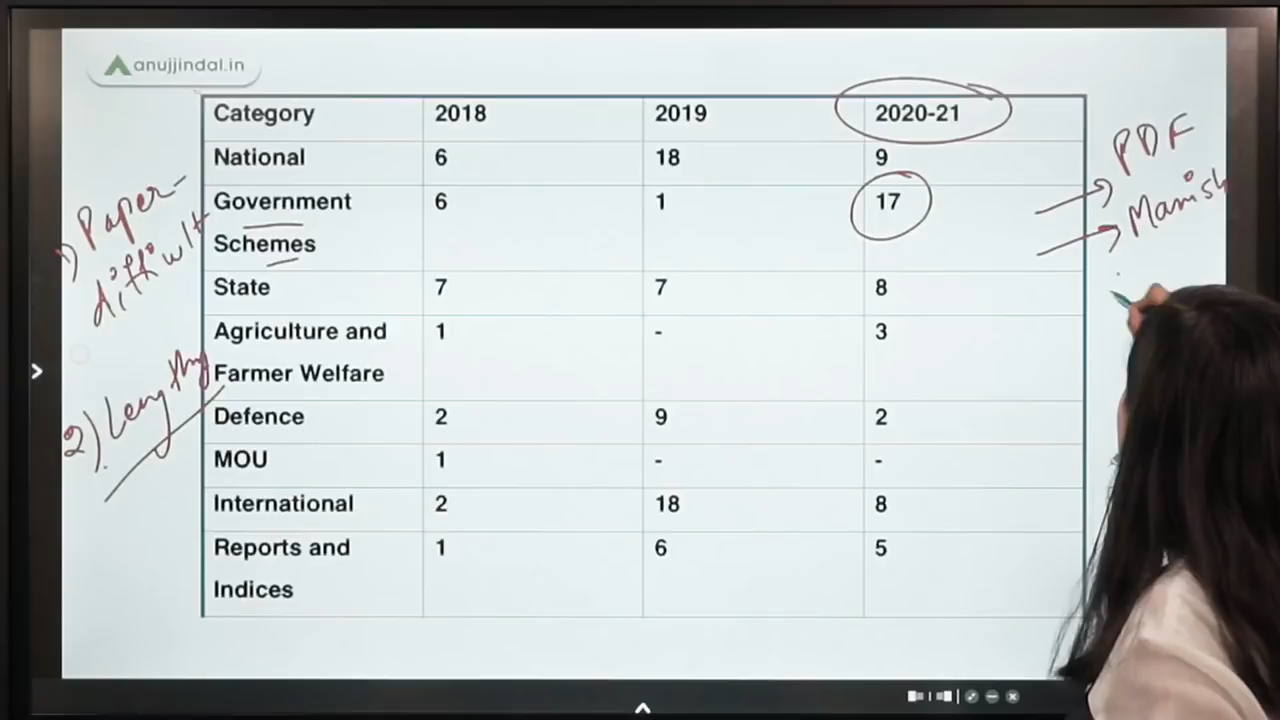 anujjindal.in
Category 2018 2019 2020-21
National 6 18 9
Government 6 1 17
Schemes
State 7 7 8
Agriculture and 1 - 3
Farmer Welfare
Defence 2 9 2
MOU 1 - -
International 2 18 8
Reports and 1 6 5
Indices
1) Paper-
difficult
2) Lengthy
PDF
Manish